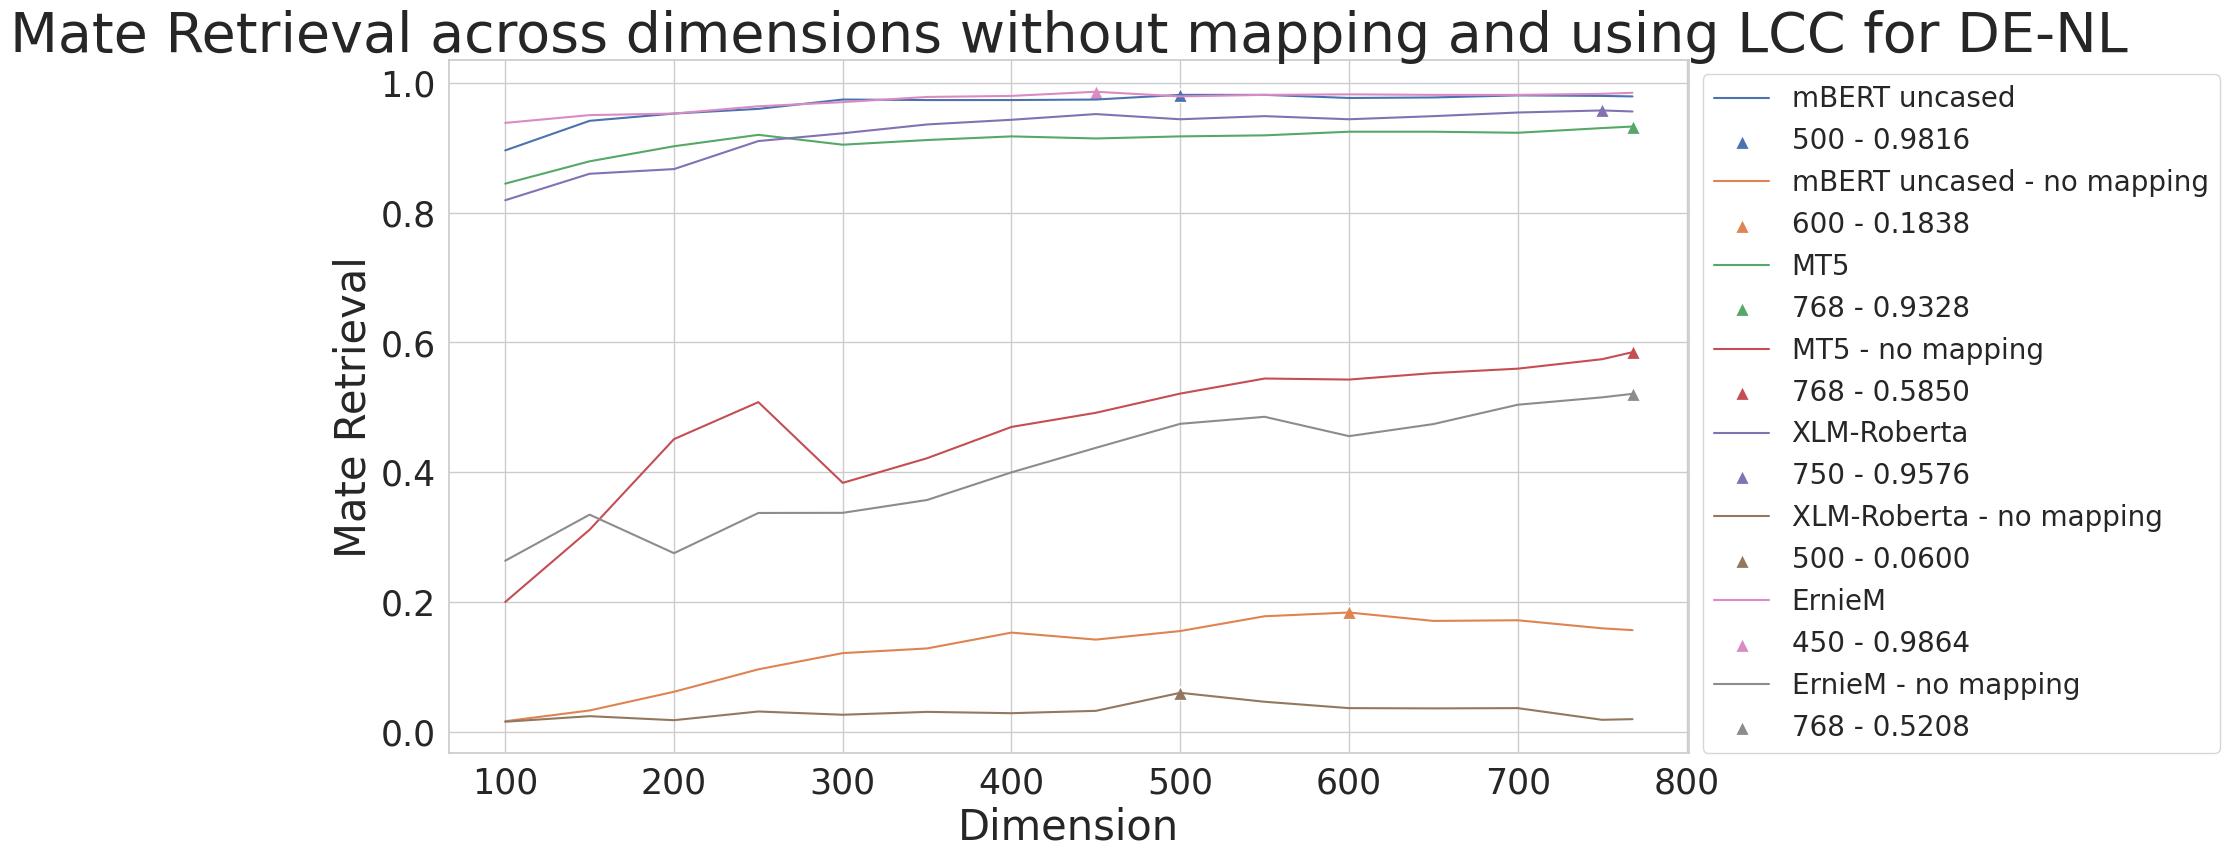 Mate Retrieval across dimensions without mapping and using LCC for DE-NL
1.0
0.8
0.6
0.4
0.2
0.0
Mate Retrieval
100 200 300 400 500 600 700 800
Dimension
mBERT uncased
500 - 0.9816
mBERT uncased - no mapping
600 - 0.1838
MT5
768 - 0.9328
MT5 - no mapping
768 - 0.5850
XLM-Roberta
750 - 0.9576
XLM-Roberta - no mapping
500 - 0.0600
ErnieM
450 - 0.9864
ErnieM - no mapping
768 - 0.5208